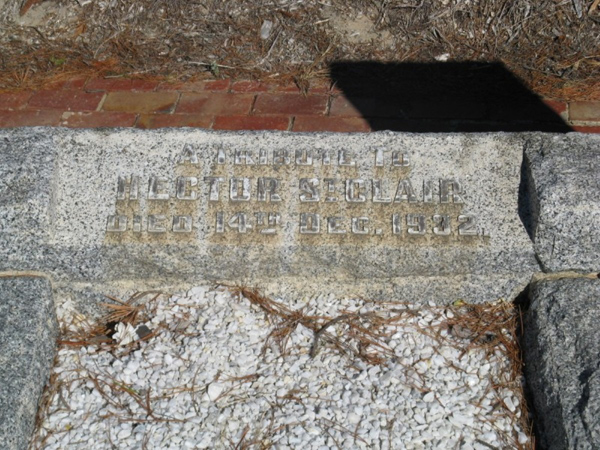 A TRIBUTE TO
HECTOR ST CLAIR
DIED 14TH DEC. 1932.